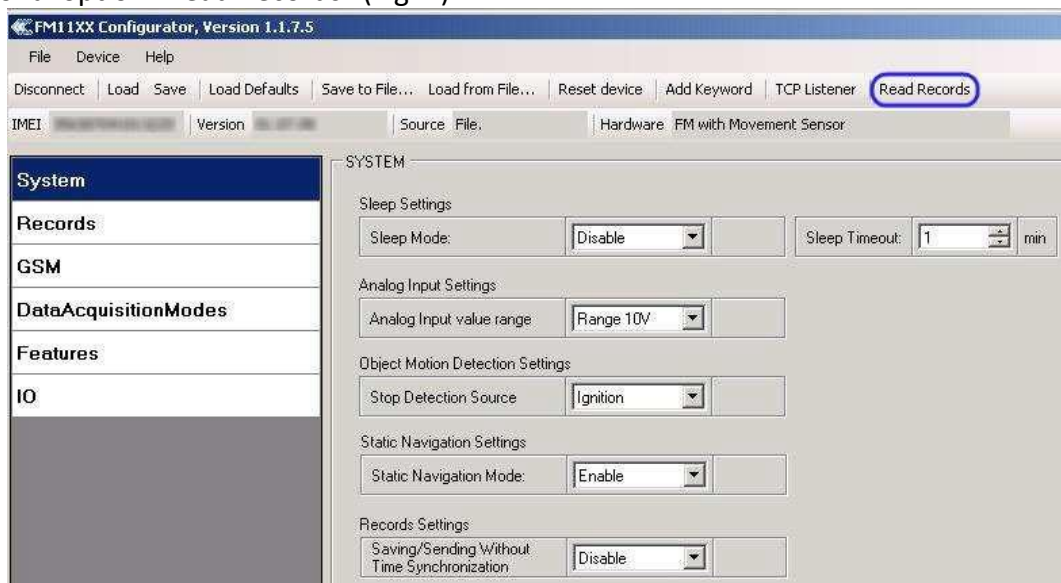 FM11XX Configurator, Version 1.1.7.5
File Device Help
Disconnect Load Save Load Defaults Save to File... Load from File... Reset device Add Keyword TCP Listener Read Records
IMEI Version Source File. Hardware FM with Movement Sensor
System
Records
GSM
DataAcquisitionModes
Features
IO
SYSTEM
Sleep Settings
Sleep Mode: Disable Sleep Timeout: 1 min
Analog Input Settings
Analog Input value range Range 10V
Object Motion Detection Settings
Stop Detection Source Ignition
Static Navigation Settings
Static Navigation Mode: Enable
Records Settings
Saving/Sending Without
Time Synchronization Disable